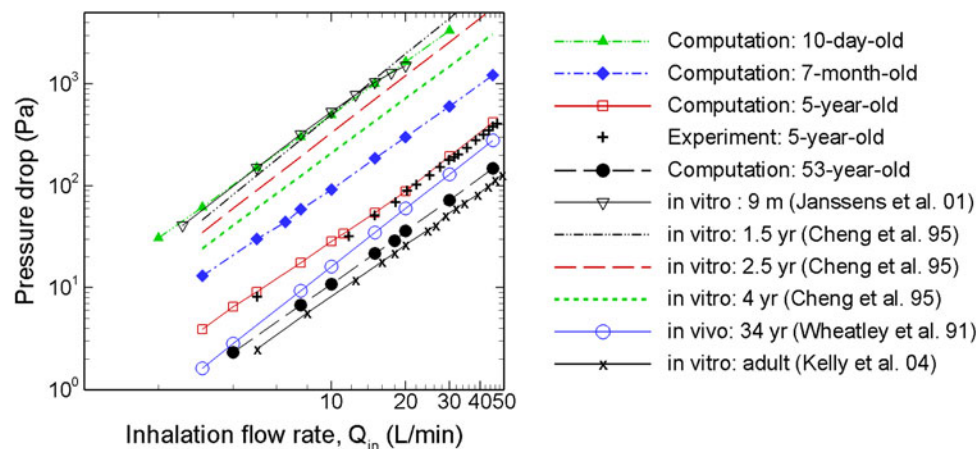 Pressure drop (Pa)
10³
10²
10¹
10⁰
10
20
30
40
50
Inhalation flow rate, Q_in (L/min)
Computation: 10-day-old
Computation: 7-month-old
Computation: 5-year-old
Experiment: 5-year-old
Computation: 53-year-old
in vitro : 9 m (Janssens et al. 01)
in vitro: 1.5 yr (Cheng et al. 95)
in vitro: 2.5 yr (Cheng et al. 95)
in vitro: 4 yr (Cheng et al. 95)
in vivo: 34 yr (Wheatley et al. 91)
in vitro: adult (Kelly et al. 04)